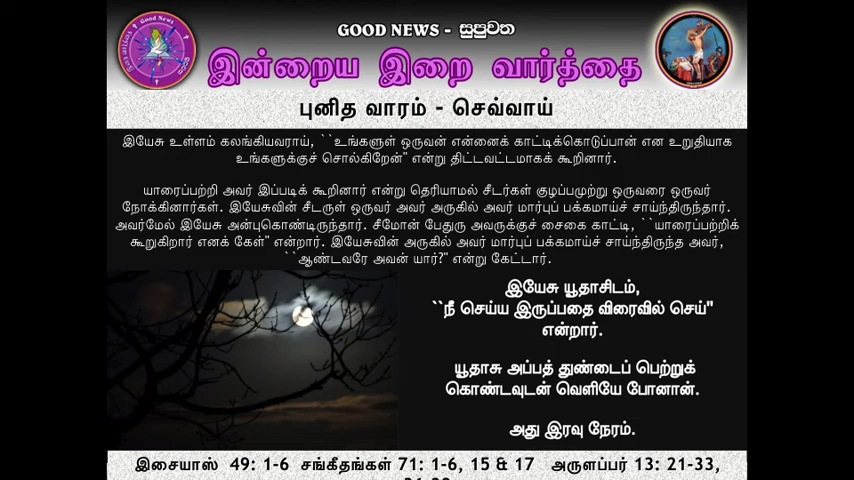 Good News
GOOD NEWS - සුපුවත
இன்றைய இறை வார்த்தை
புனித வாரம் - செவ்வாய்
இயேசு உள்ளம் கலங்கியவராய், ``உங்களுள் ஒருவன் என்னைக் காட்டிக்கொடுப்பான் என உறுதியாக
உங்களுக்குச் சொல்கிறேன்" என்று திட்டவட்டமாகக் கூறினார்.
யாரைப்பற்றி அவர் இப்படிக் கூறினார் என்று தெரியாமல் சீடர்கள் குழப்பமுற்று ஒருவரை ஒருவர்
நோக்கினார்கள். இயேசுவின் சீடருள் ஒருவர் அவர் அருகில் அவர் மார்புப் பக்கமாய்ச் சாய்ந்திருந்தார்.
அவர்மேல் இயேசு அன்புகொண்டிருந்தார். சீமோன் பேதுரு அவருக்குச் சைகை காட்டி, ``யாரைப்பற்றிக்
கூறுகிறார் எனக் கேள்" என்றார். இயேசுவின் அருகில் அவர் மார்புப் பக்கமாய்ச் சாய்ந்திருந்த அவர்,
``ஆண்டவரே அவன் யார்?" என்று கேட்டார்.
இயேசு யூதாசிடம்,
``நீ செய்ய இருப்பதை விரைவில் செய்"
என்றார்.
யூதாசு அப்பத் துண்டைப் பெற்றுக்
கொண்டவுடன் வெளியே போனான்.
அது இரவு நேரம்.
இசையாஸ் 49: 1-6 சங்கீதங்கள் 71: 1-6, 15 & 17 அருளப்பர் 13: 21-33,